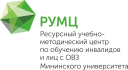 РУМЦ
Ресурсный учебно-
методический центр
по обучению инвалидов
и лиц с ОВЗ
Мининского университета